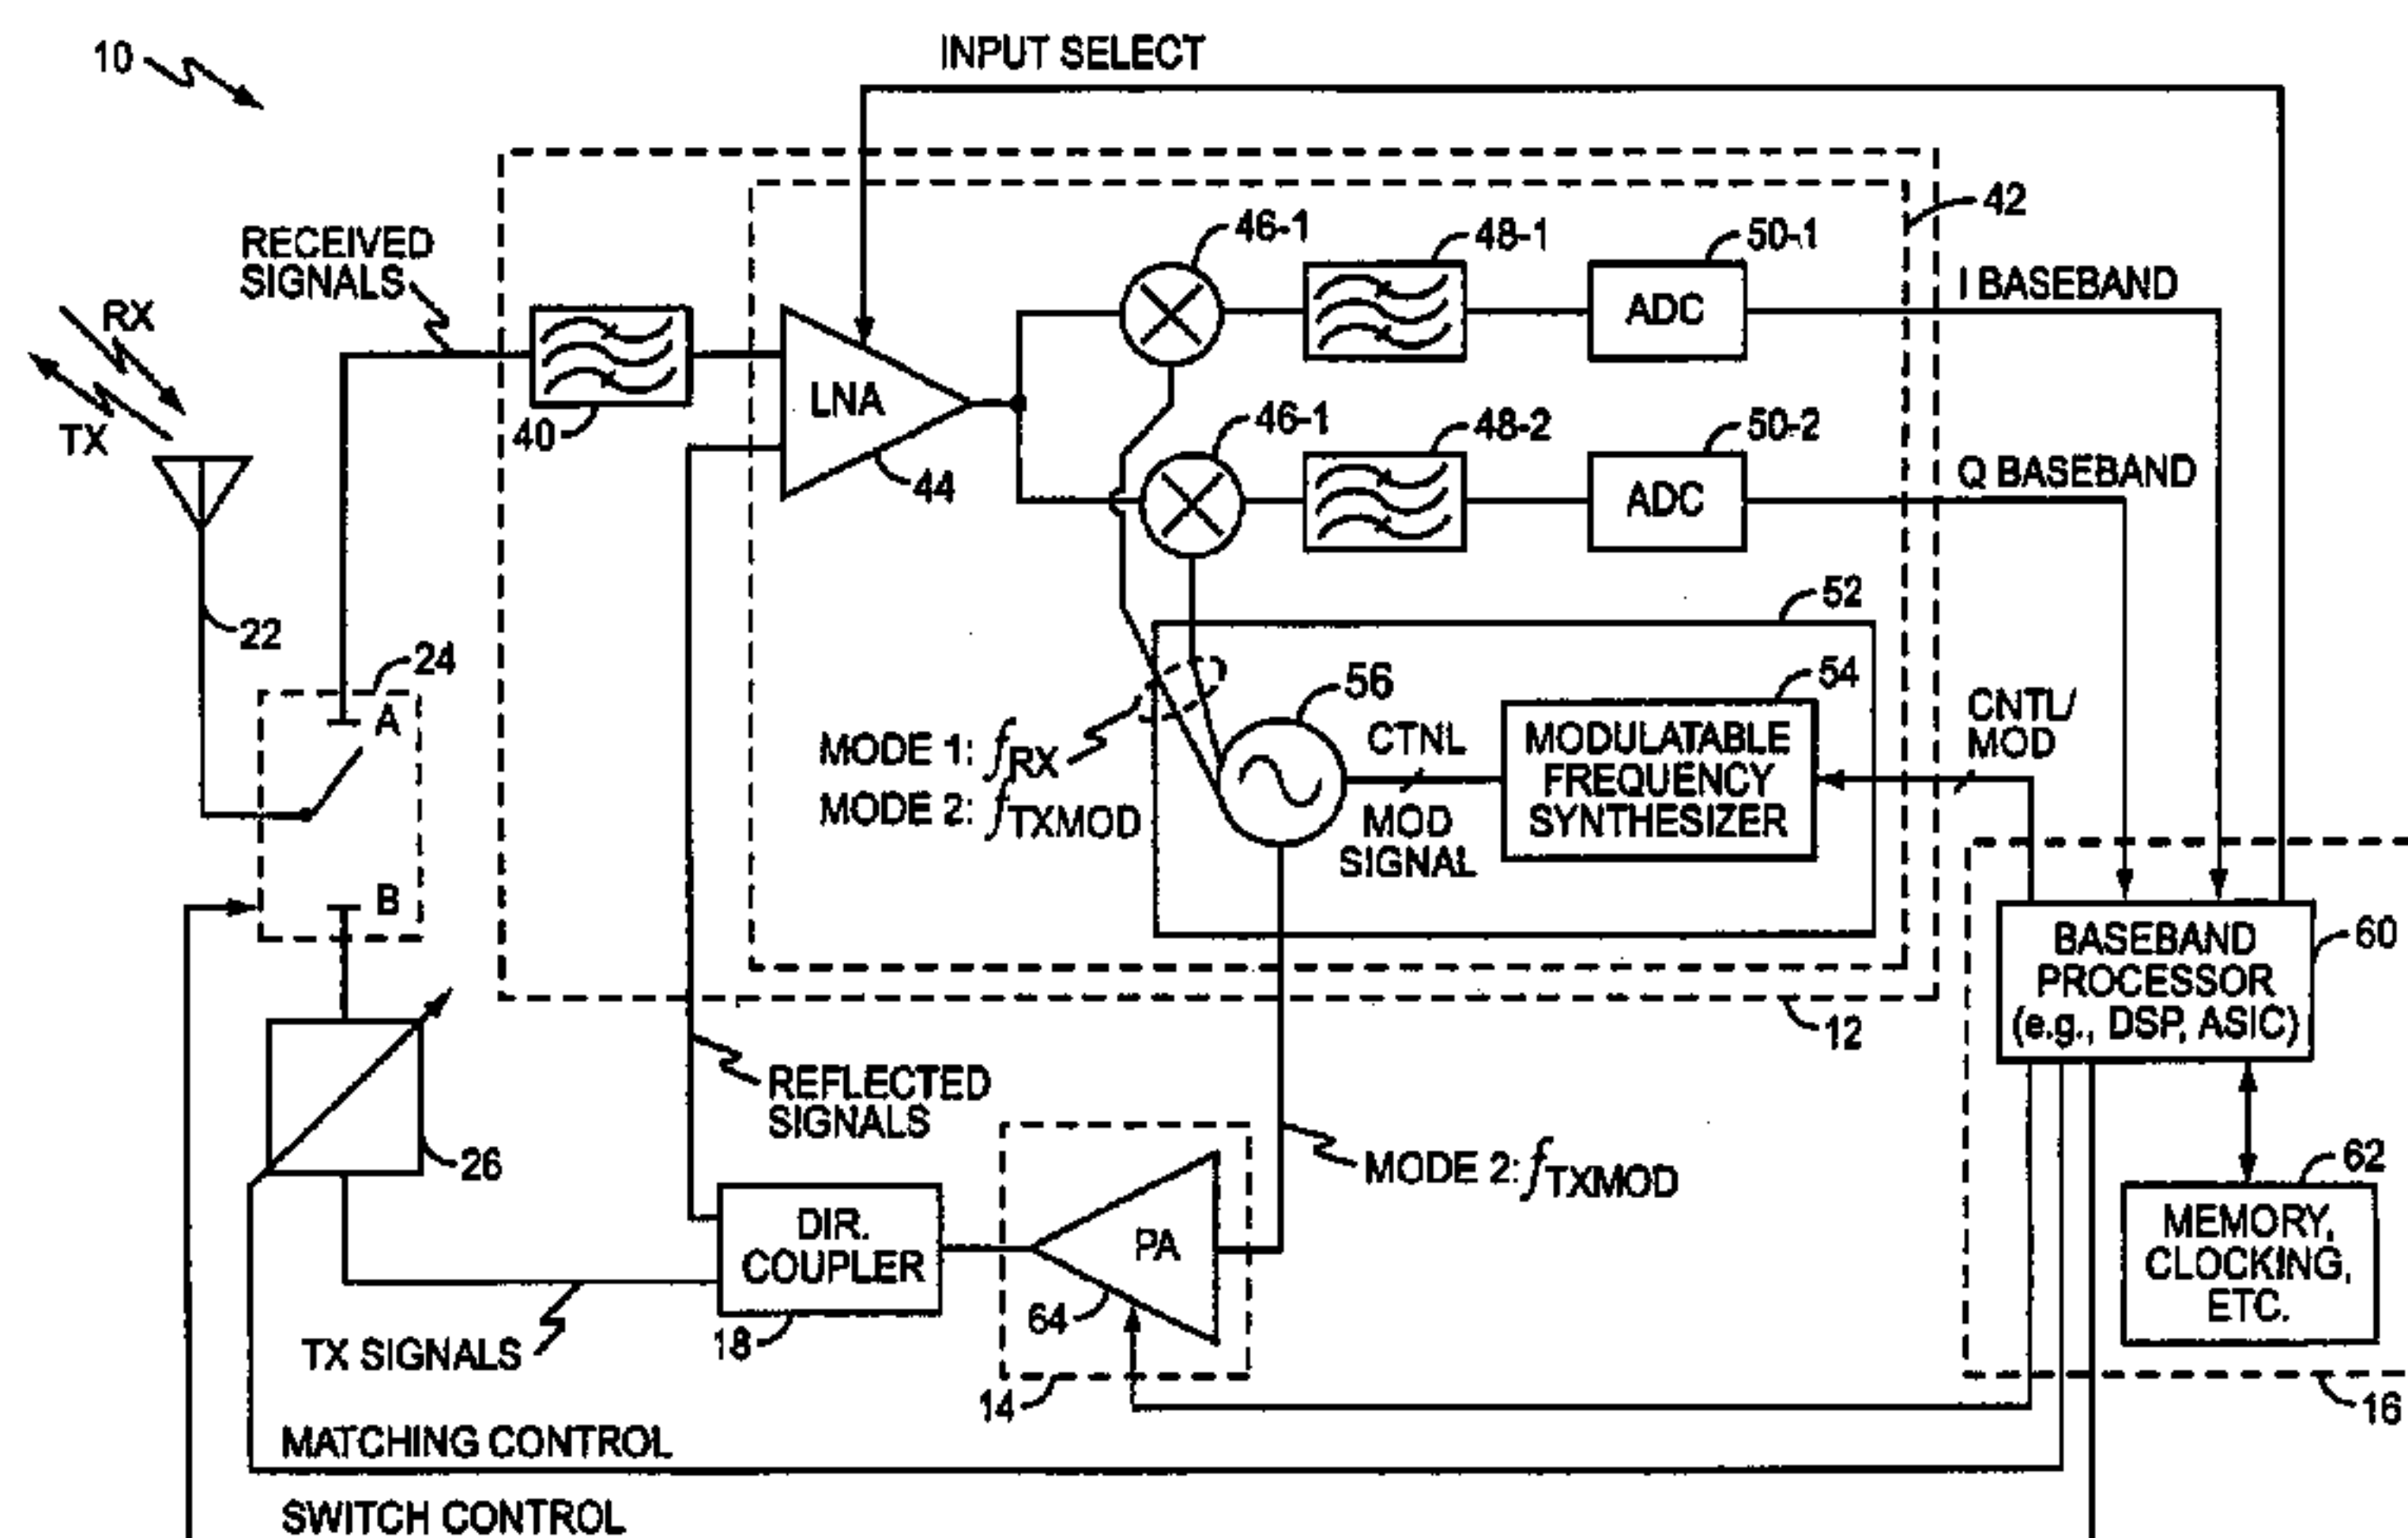 10
INPUT SELECT
42
RECEIVED
SIGNALS
RX
TX
40
LNA
44
46-1
48-1
50-1
ADC
I BASEBAND
46-1
48-2
50-2
ADC
Q BASEBAND
22
24
A
B
52
56
54
MODE 1: fRX
MODE 2: fTXMOD
CTNL
MOD
SIGNAL
MODULATABLE
FREQUENCY
SYNTHESIZER
CNTL/
MOD
12
BASEBAND
PROCESSOR
(e.g., DSP, ASIC)
60
26
REFLECTED
SIGNALS
MODE 2: fTXMOD
DIR.
COUPLER
18
PA
64
14
62
MEMORY,
CLOCKING,
ETC.
16
TX SIGNALS
MATCHING CONTROL
SWITCH CONTROL